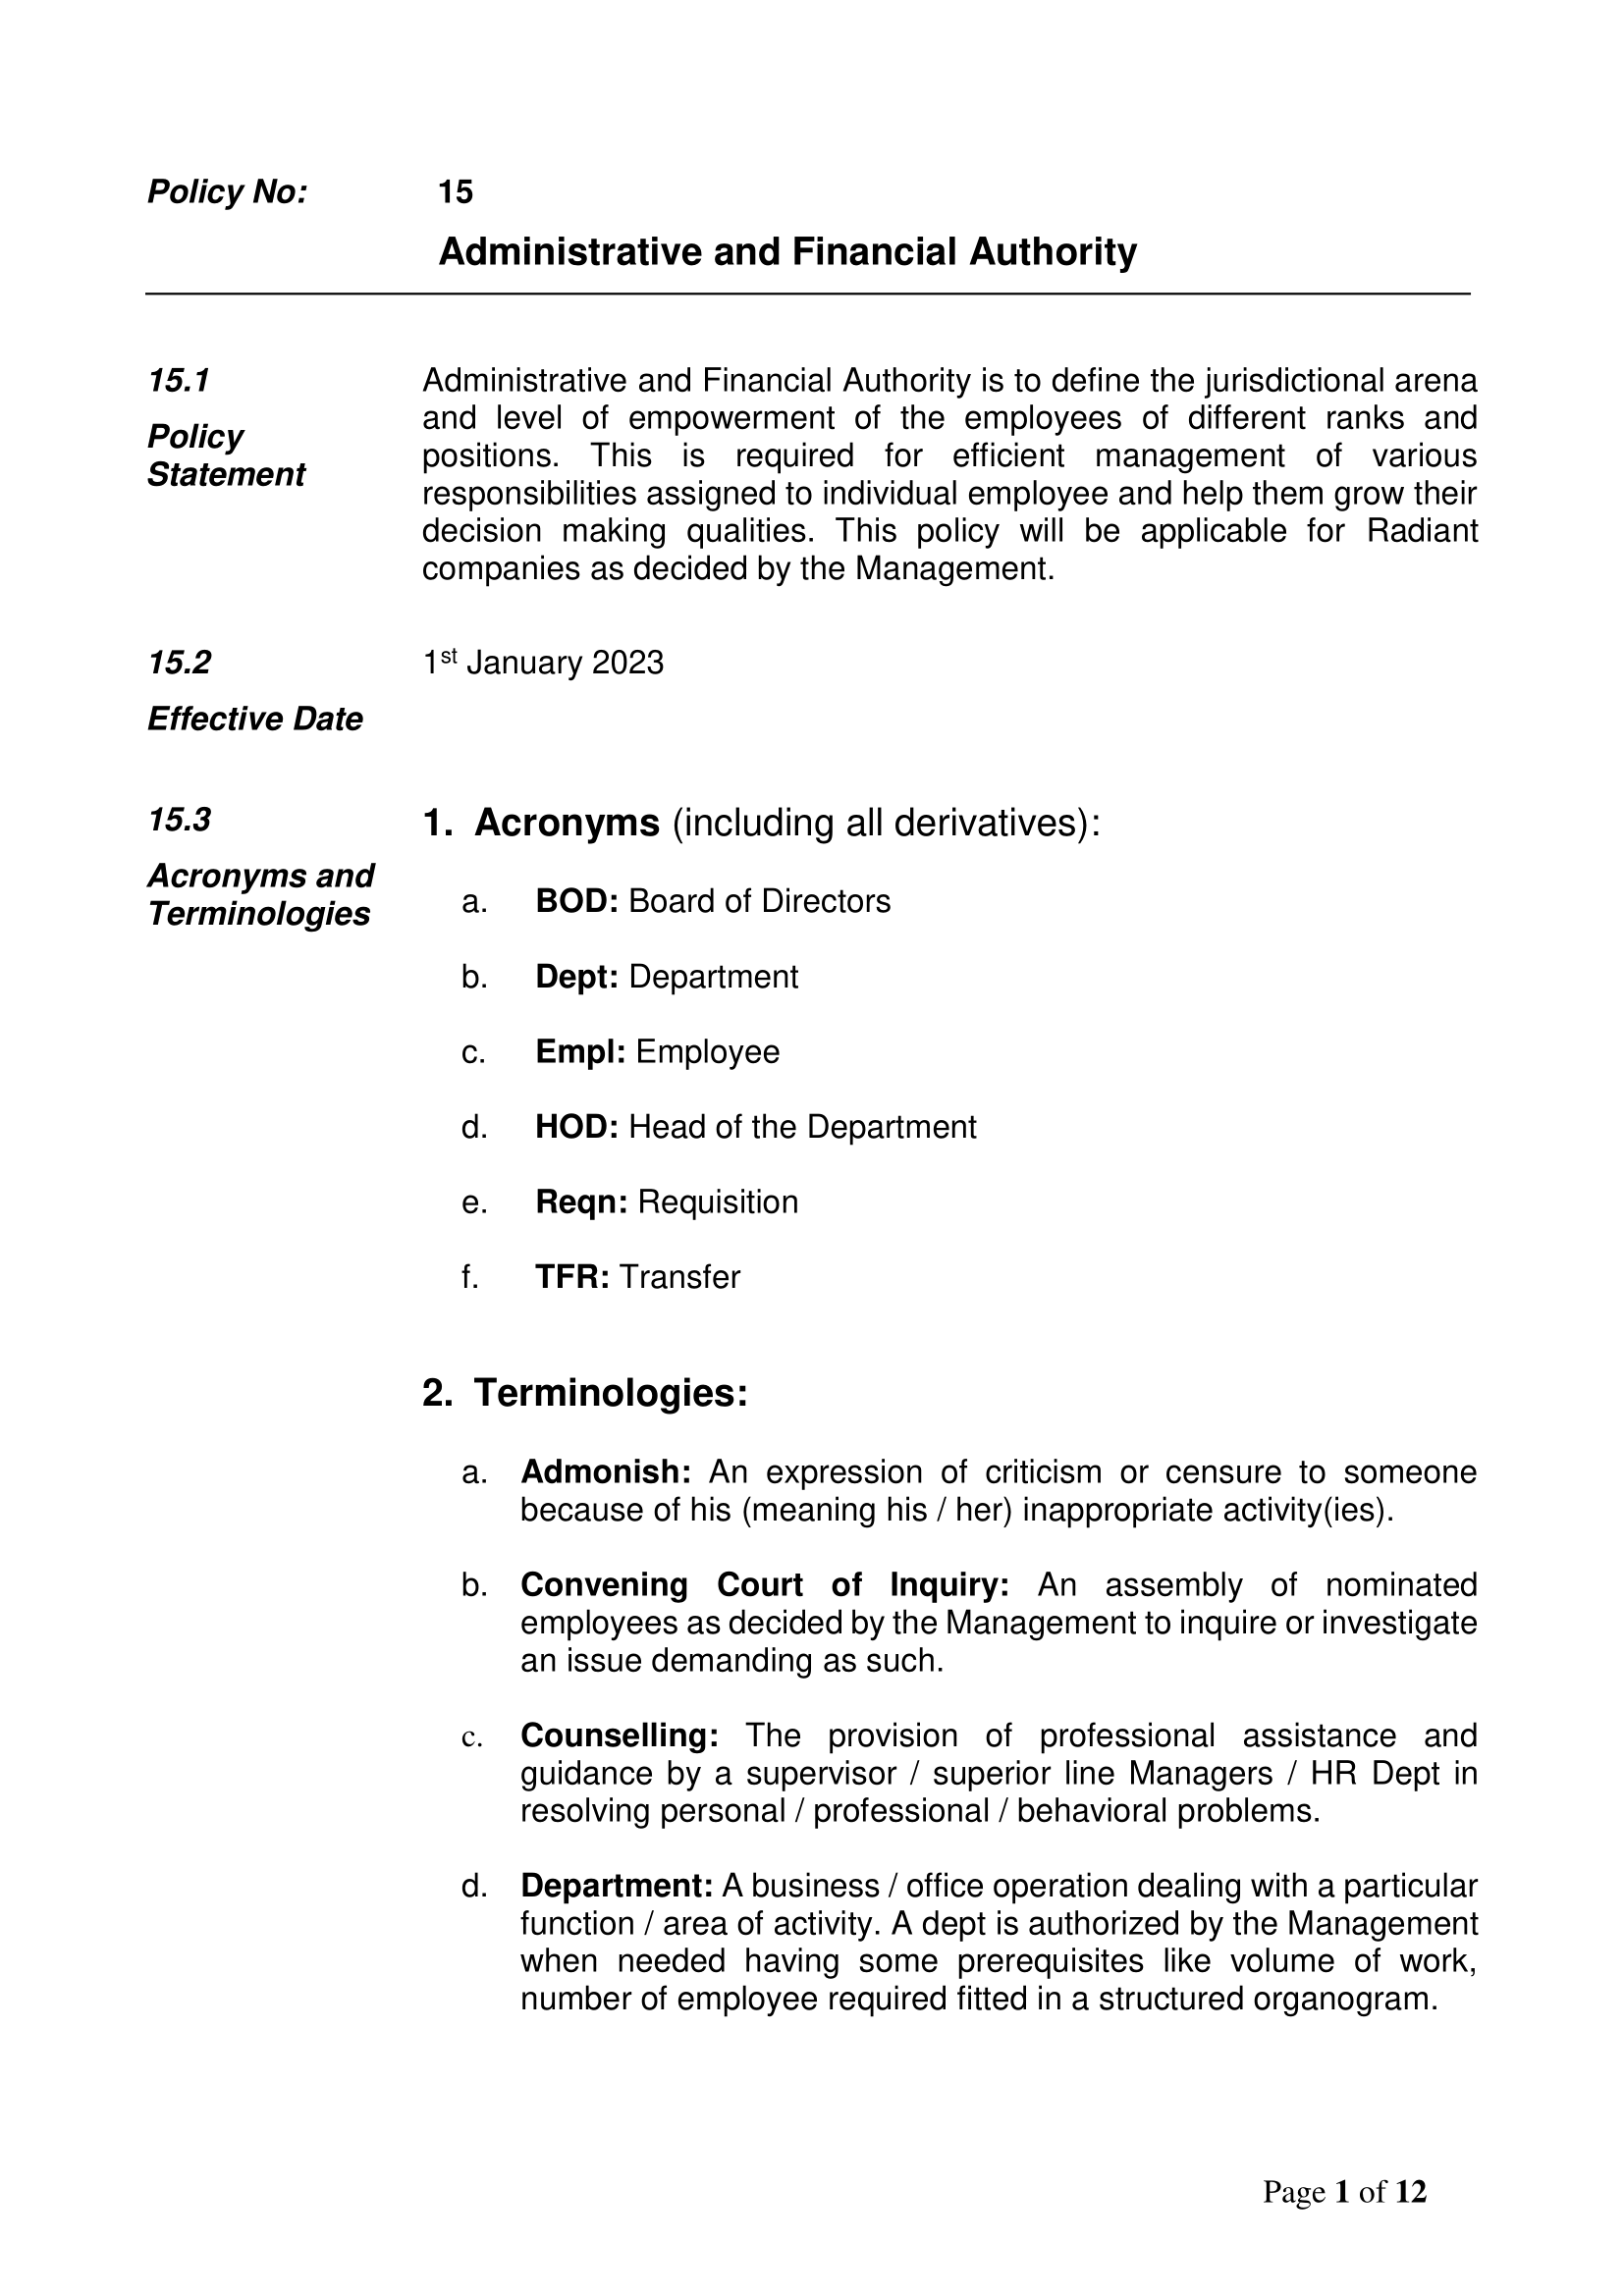 Policy No: 15
Administrative and Financial Authority
15.1
Policy
Statement
Administrative and Financial Authority is to define the jurisdictional arena
and level of empowerment of the employees of different ranks and
positions. This is required for efficient management of various
responsibilities assigned to individual employee and help them grow their
decision making qualities. This policy will be applicable for Radiant
companies as decided by the Management.
15.2
Effective Date
1st January 2023
15.3
Acronyms and
Terminologies
1. Acronyms (including all derivatives):
a. BOD: Board of Directors
b. Dept: Department
c. Empl: Employee
d. HOD: Head of the Department
e. Reqn: Requisition
f. TFR: Transfer
2. Terminologies:
a. Admonish: An expression of criticism or censure to someone
because of his (meaning his / her) inappropriate activity(ies).
b. Convening Court of Inquiry: An assembly of nominated
employees as decided by the Management to inquire or investigate
an issue demanding as such.
c. Counselling: The provision of professional assistance and
guidance by a supervisor / superior line Managers / HR Dept in
resolving personal / professional / behavioral problems.
d. Department: A business / office operation dealing with a particular
function / area of activity. A dept is authorized by the Management
when needed having some prerequisites like volume of work,
number of employee required fitted in a structured organogram.
Page 1 of 12